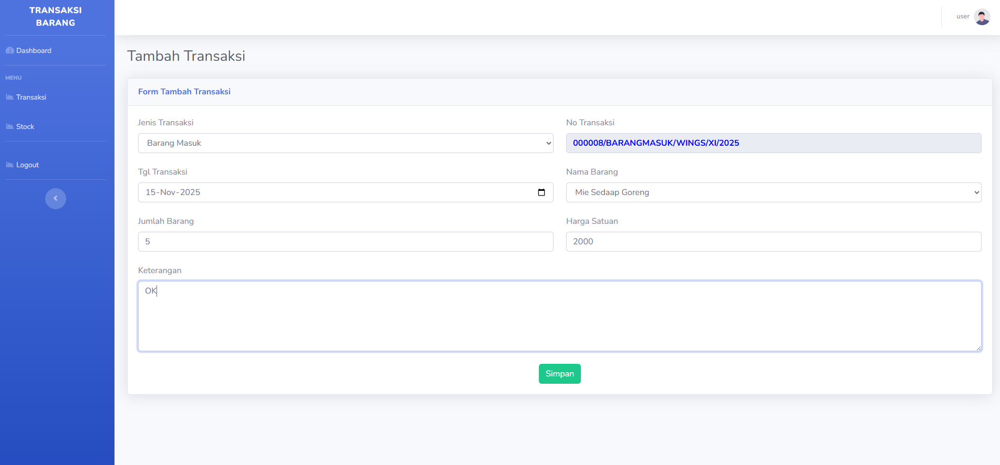 TRANSAKSI
BARANG
Dashboard
MENU
Transaksi
Stock
Logout
user
Tambah Transaksi
Form Tambah Transaksi
Jenis Transaksi
No Transaksi
Barang Masuk
000008/BARANGMASUK/WINGS/XI/2025
Tgl Transaksi
Nama Barang
15-Nov-2025
Mie Sedaap Goreng
Jumlah Barang
Harga Satuan
5
2000
Keterangan
OK
Simpan